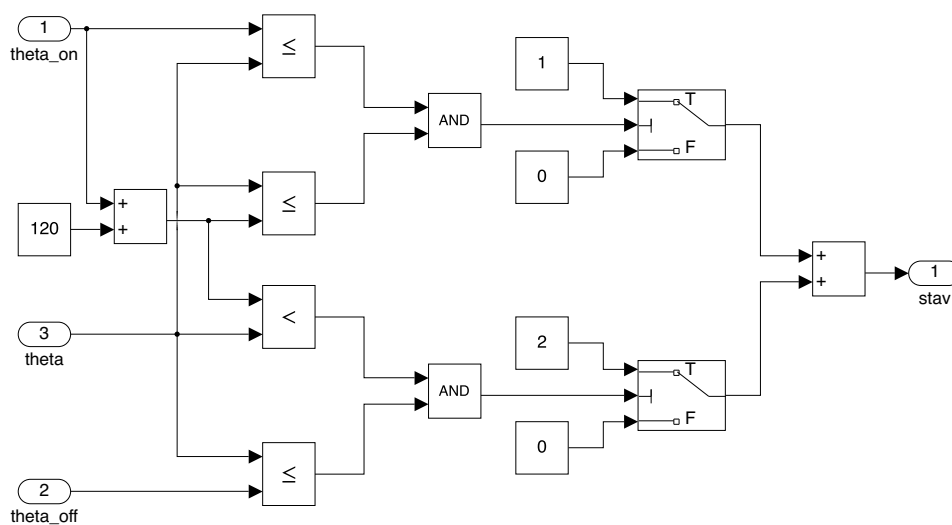 1
theta_on
≤
1
T
AND
F
0
≤
+
+
120
+
+
1
stav
<
3
theta
2
T
AND
F
0
≤
2
theta_off